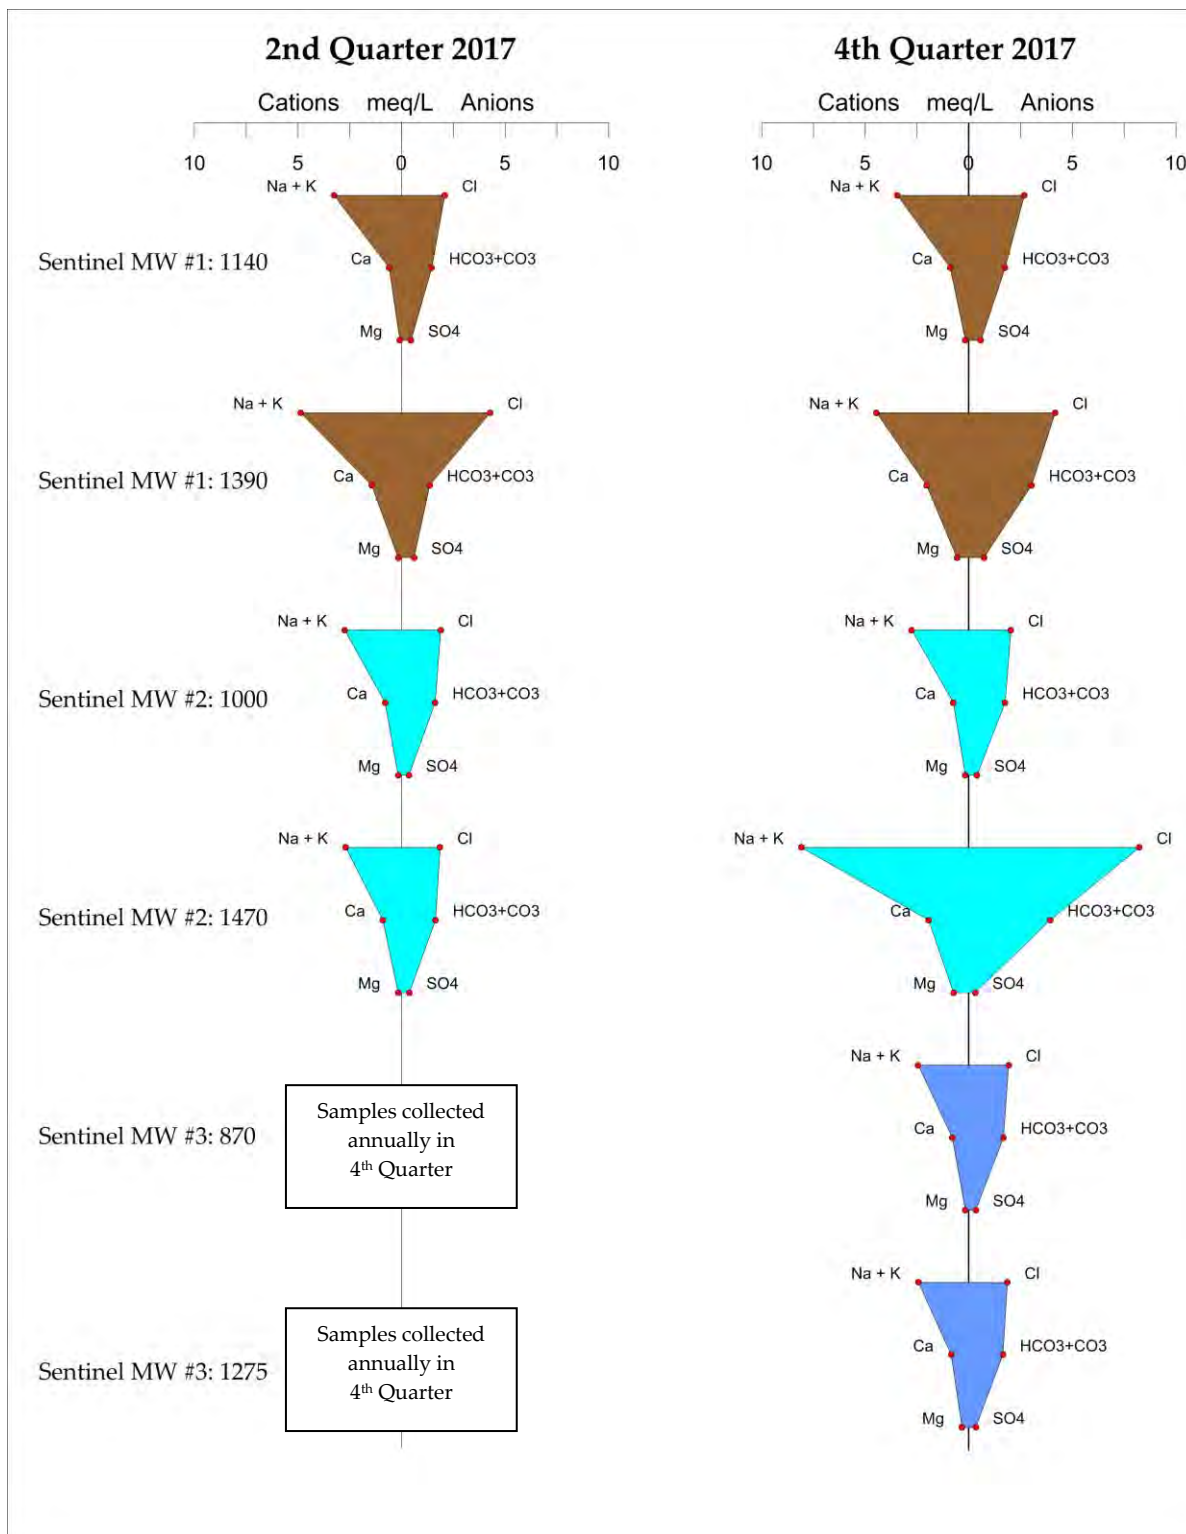 2nd Quarter 2017 4th Quarter 2017
Cations meq/L Anions Cations meq/L Anions
10 5 0 5 10 10 5 0 5 10
Na + K Cl Na + K Cl
Sentinel MW #1: 1140 Ca HCO3+CO3 Ca HCO3+CO3
Mg SO4 Mg SO4
Na + K Cl Na + K Cl
Sentinel MW #1: 1390 Ca HCO3+CO3 Ca HCO3+CO3
Mg SO4 Mg SO4
Na + K Cl Na + K Cl
Sentinel MW #2: 1000 Ca HCO3+CO3 Ca HCO3+CO3
Mg SO4 Mg SO4
Na + K Cl Na + K Cl
Sentinel MW #2: 1470 Ca HCO3+CO3 Ca HCO3+CO3
Mg SO4 Mg SO4
Na + K Cl
Sentinel MW #3: 870
Samples collected
annually in
4th Quarter
Ca HCO3+CO3
Mg SO4
Na + K Cl
Sentinel MW #3: 1275
Samples collected
annually in
4th Quarter
Ca HCO3+CO3
Mg SO4